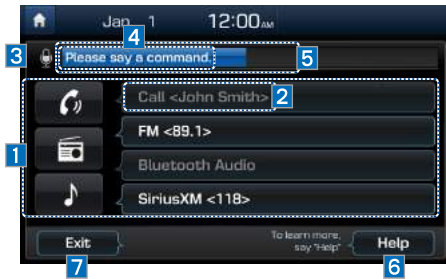 Jan. 1 12:00AM
4
3 Please say a command. 5
Call <John Smith> 2
FM <89.1>
1
Bluetooth Audio
SiriusXM <118>
Exit To learn more, say "Help" Help
7 6